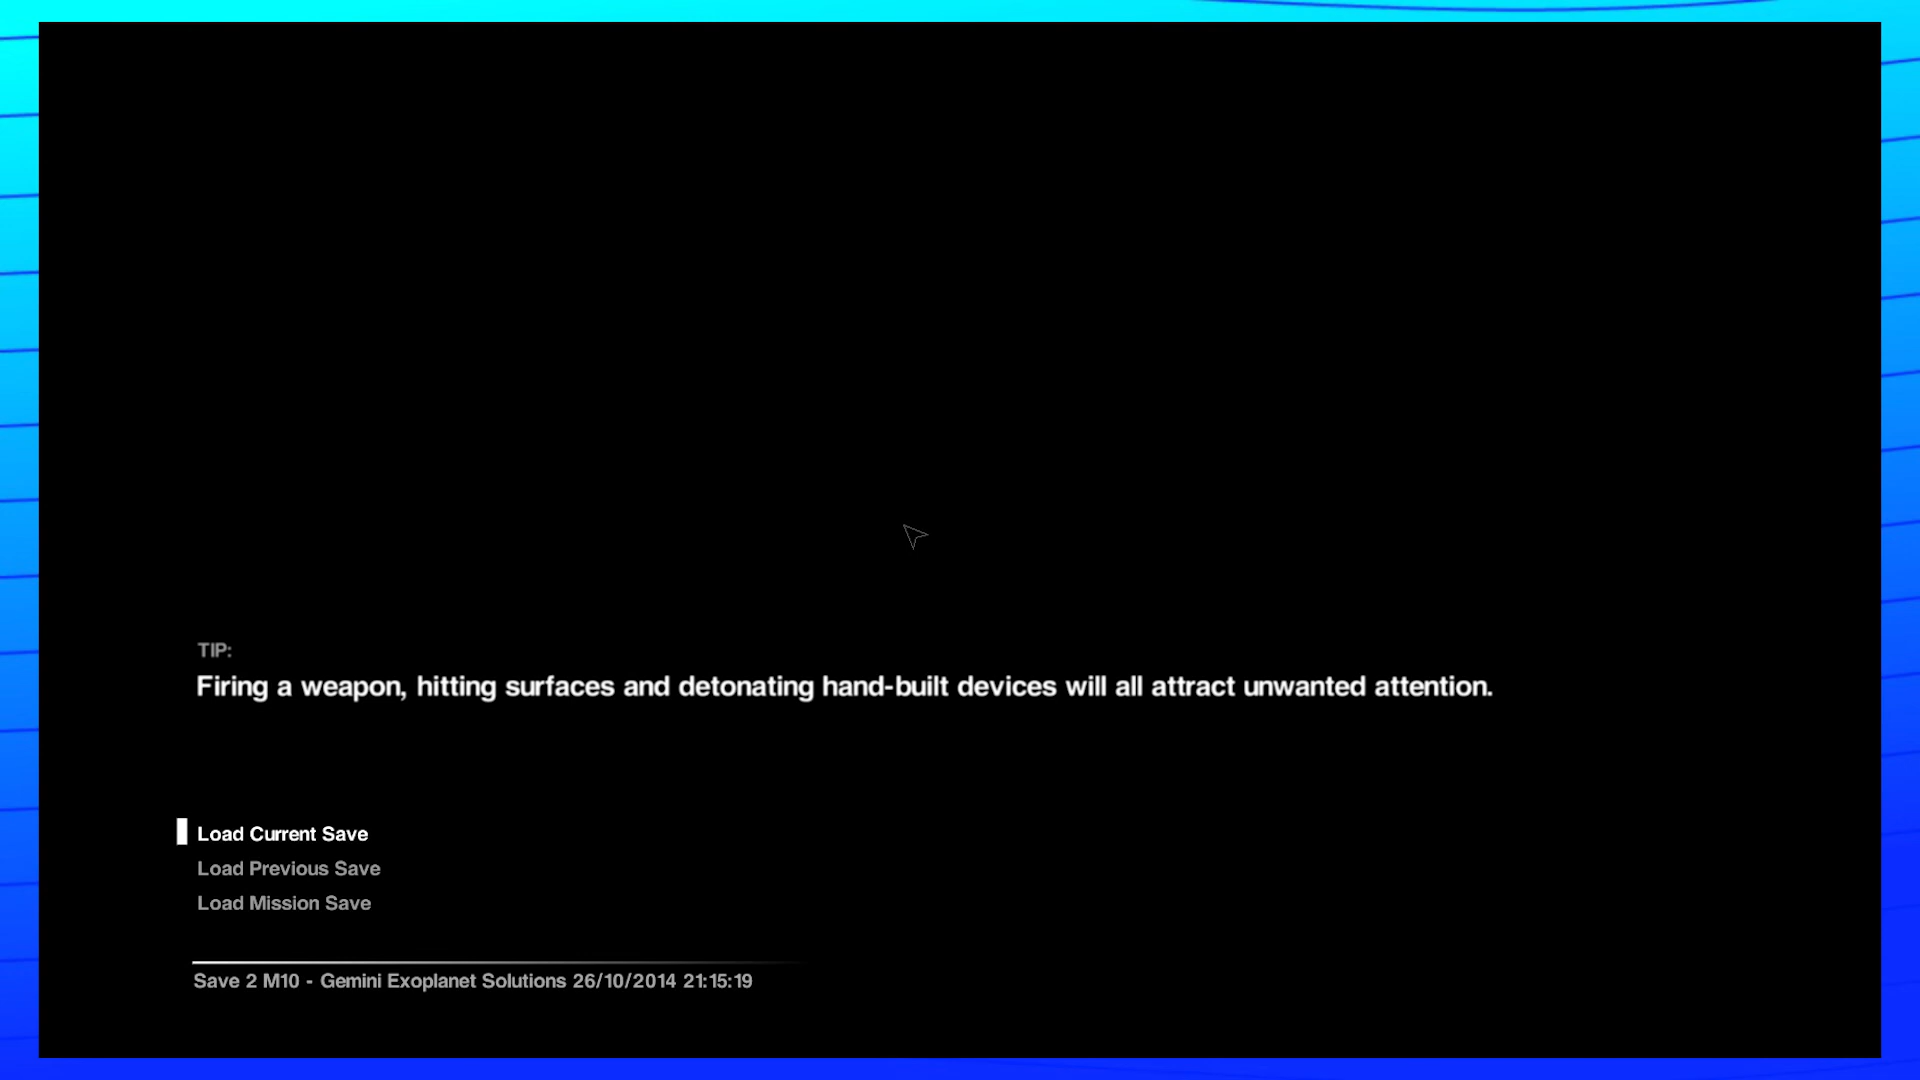 TIP:
Firing a weapon, hitting surfaces and detonating hand-built devices will all attract unwanted attention.
Load Current Save
Load Previous Save
Load Mission Save
Save 2 M10 - Gemini Exoplanet Solutions 26/10/2014 21:15:19